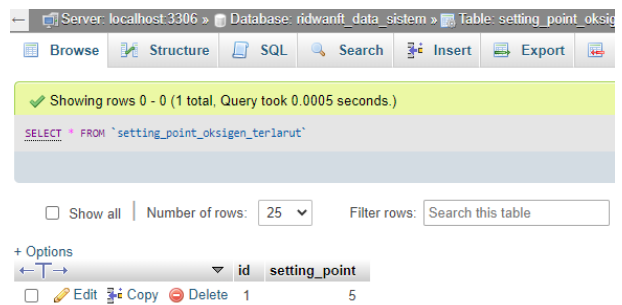 Server: localhost:3306 » Database: ridwanft_data_sistem » Table: setting_point_oksig
Browse Structure SQL Search Insert Export
Showing rows 0 - 0 (1 total, Query took 0.0005 seconds.)
SELECT * FROM `setting_point_oksigen_terlarut`
Show all Number of rows: 25 Filter rows: Search this table
+ Options
←T→ ▼ id setting_point
Edit Copy Delete 1 5